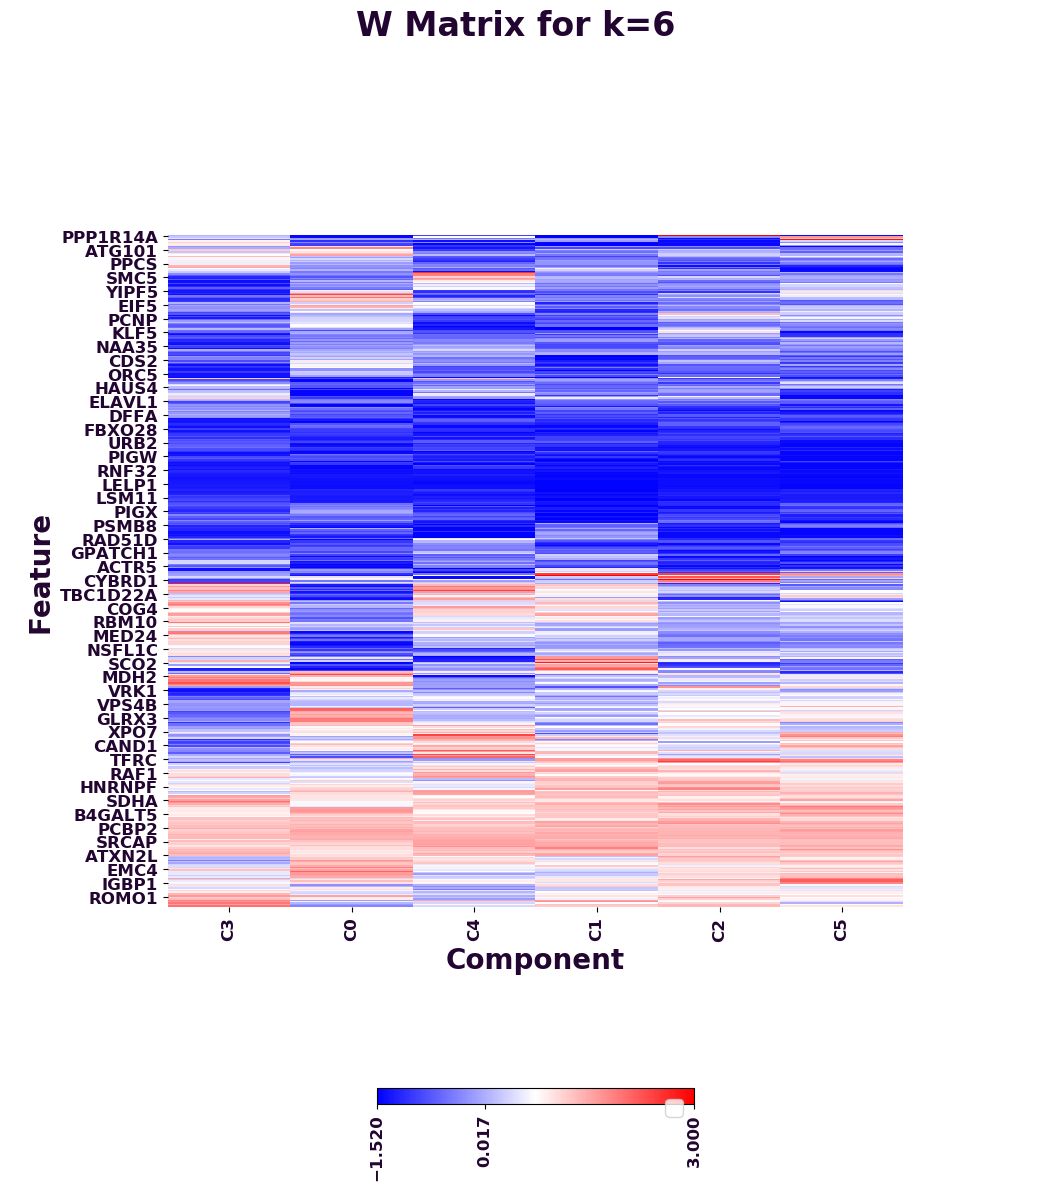 W Matrix for k=6
Feature
PPP1R14A
ATG101
PPCS
SMC5
YIPF5
EIF5
PCNP
KLF5
NAA35
CDS2
ORC5
HAUS4
ELAVL1
DFFA
FBXO28
URB2
PIGW
RNF32
LELP1
LSM11
PIGX
PSMB8
RAD51D
GPATCH1
ACTR5
CYBRD1
TBC1D22A
COG4
RBM10
MED24
NSFL1C
SCO2
MDH2
VRK1
VPS4B
GLRX3
XPO7
CAND1
TFRC
RAF1
HNRNPF
SDHA
B4GALT5
PCBP2
SRCAP
ATXN2L
EMC4
IGBP1
ROMO1
C3 C0 C4 C1 C2 C5
Component
−1.520 0.017 3.000